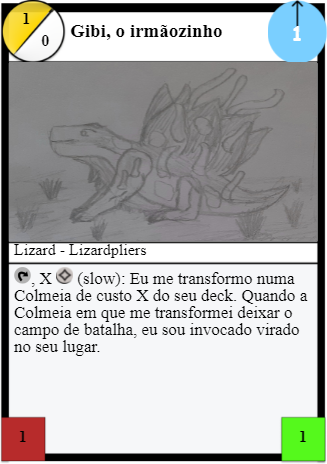 1
0
Gibi, o irmãozinho
1
Lizard - Lizardpliers
, X (slow): Eu me transformo numa
Colmeia de custo X do seu deck. Quando a
Colmeia em que me transformei deixar o
campo de batalha, eu sou invocado virado
no seu lugar.
1
1